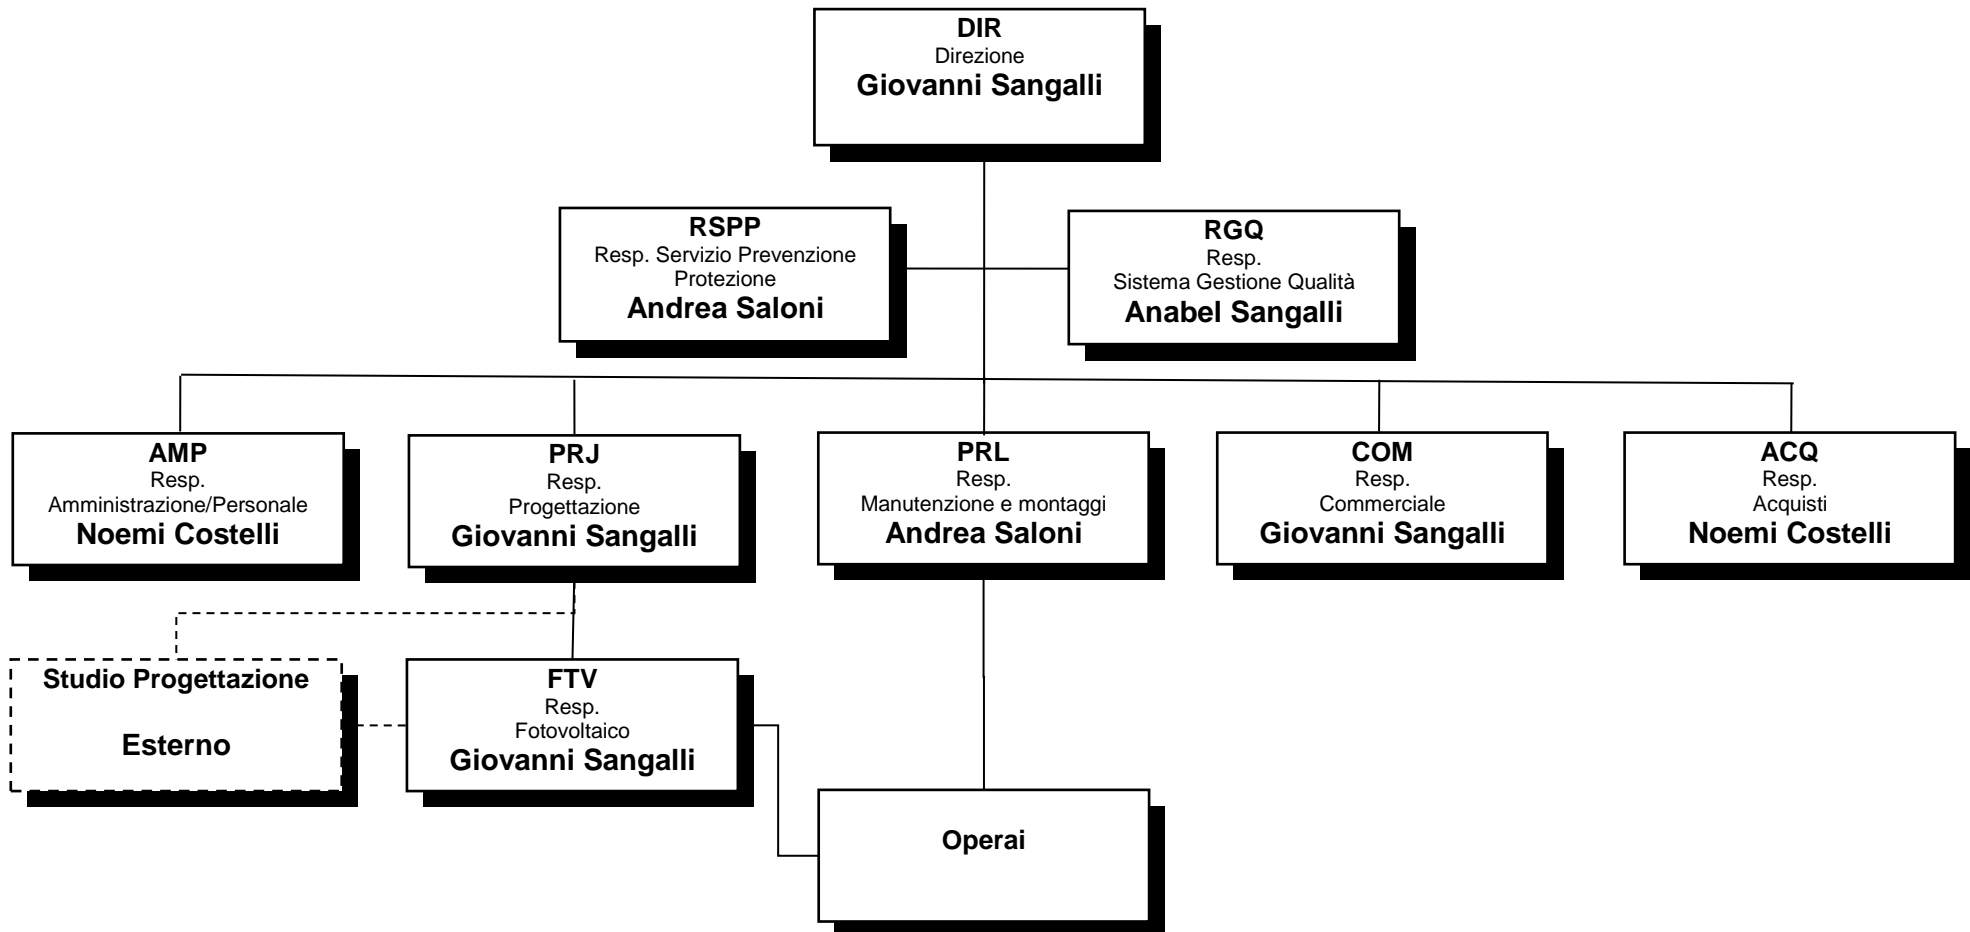 DIR
Direzione
Giovanni Sangalli
RSPP
Resp. Servizio Prevenzione
Protezione
Andrea Saloni
RGQ
Resp.
Sistema Gestione Qualità
Anabel Sangalli
AMP
Resp.
Amministrazione/Personale
Noemi Costelli
PRJ
Resp.
Progettazione
Giovanni Sangalli
PRL
Resp.
Manutenzione e montaggi
Andrea Saloni
COM
Resp.
Commerciale
Giovanni Sangalli
ACQ
Resp.
Acquisti
Noemi Costelli
Studio Progettazione
Esterno
FTV
Resp.
Fotovoltaico
Giovanni Sangalli
Operai